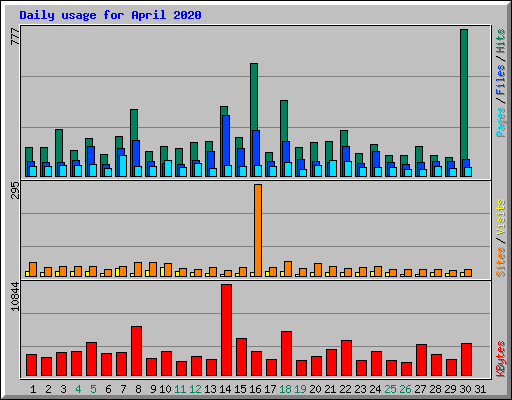 Daily usage for April 2020
777
Pages / Files / Hits
295
Sites / Visits
10844
KBytes
1 2 3 4 5 6 7 8 9 10 11 12 13 14 15 16 17 18 19 20 21 22 23 24 25 26 27 28 29 30 31